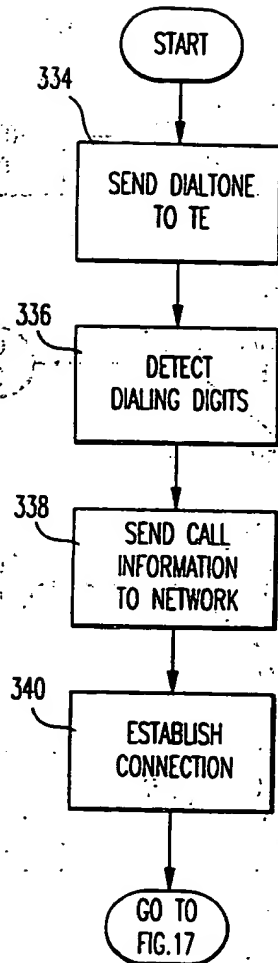 START
334
SEND DIALTONE
TO TE
336
DETECT
DIALING DIGITS
338
SEND CALL
INFORMATION
TO NETWORK
340
ESTABLISH
CONNECTION
GO TO
FIG.17